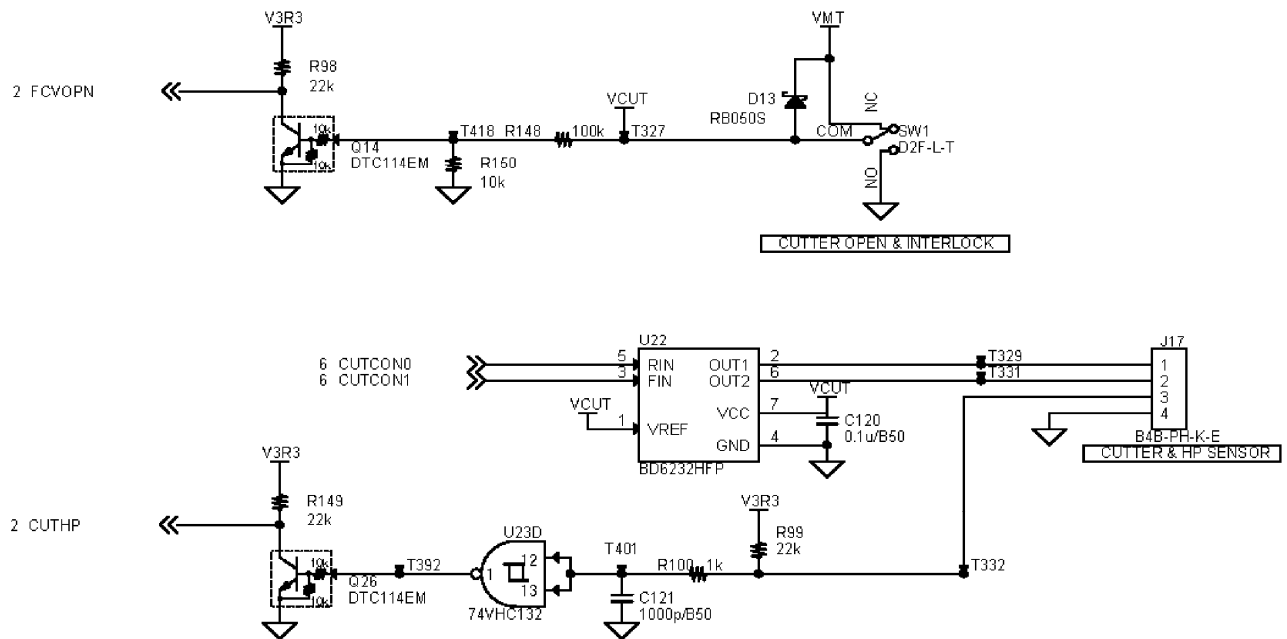 V3R3
VMT
R98
22k
2 FCVOPN
VCUT
D13
RB050S
NC
COM
SW1
D2F-L-T
NO
10k
10k
Q14
DTC114EM
T418
R148
100k
T327
R150
10k
CUTTER OPEN & INTERLOCK
U22
J17
6 CUTCON0
6 CUTCON1
5 RIN
OUT1 2
T329
1
3 FIN
OUT2 6
T331
2
3
4
VCUT
1 VREF
VCC 7
VCUT
C120
0.1u/B50
GND 4
BD6232HFP
B4B-PH-K-E
CUTTER & HP SENSOR
V3R3
R149
22k
V3R3
R99
22k
2 CUTHP
U23D
12
13
1
74VHC132
T401
R100
1k
T332
T392
10k
10k
Q26
DTC114EM
C121
1000p/B50